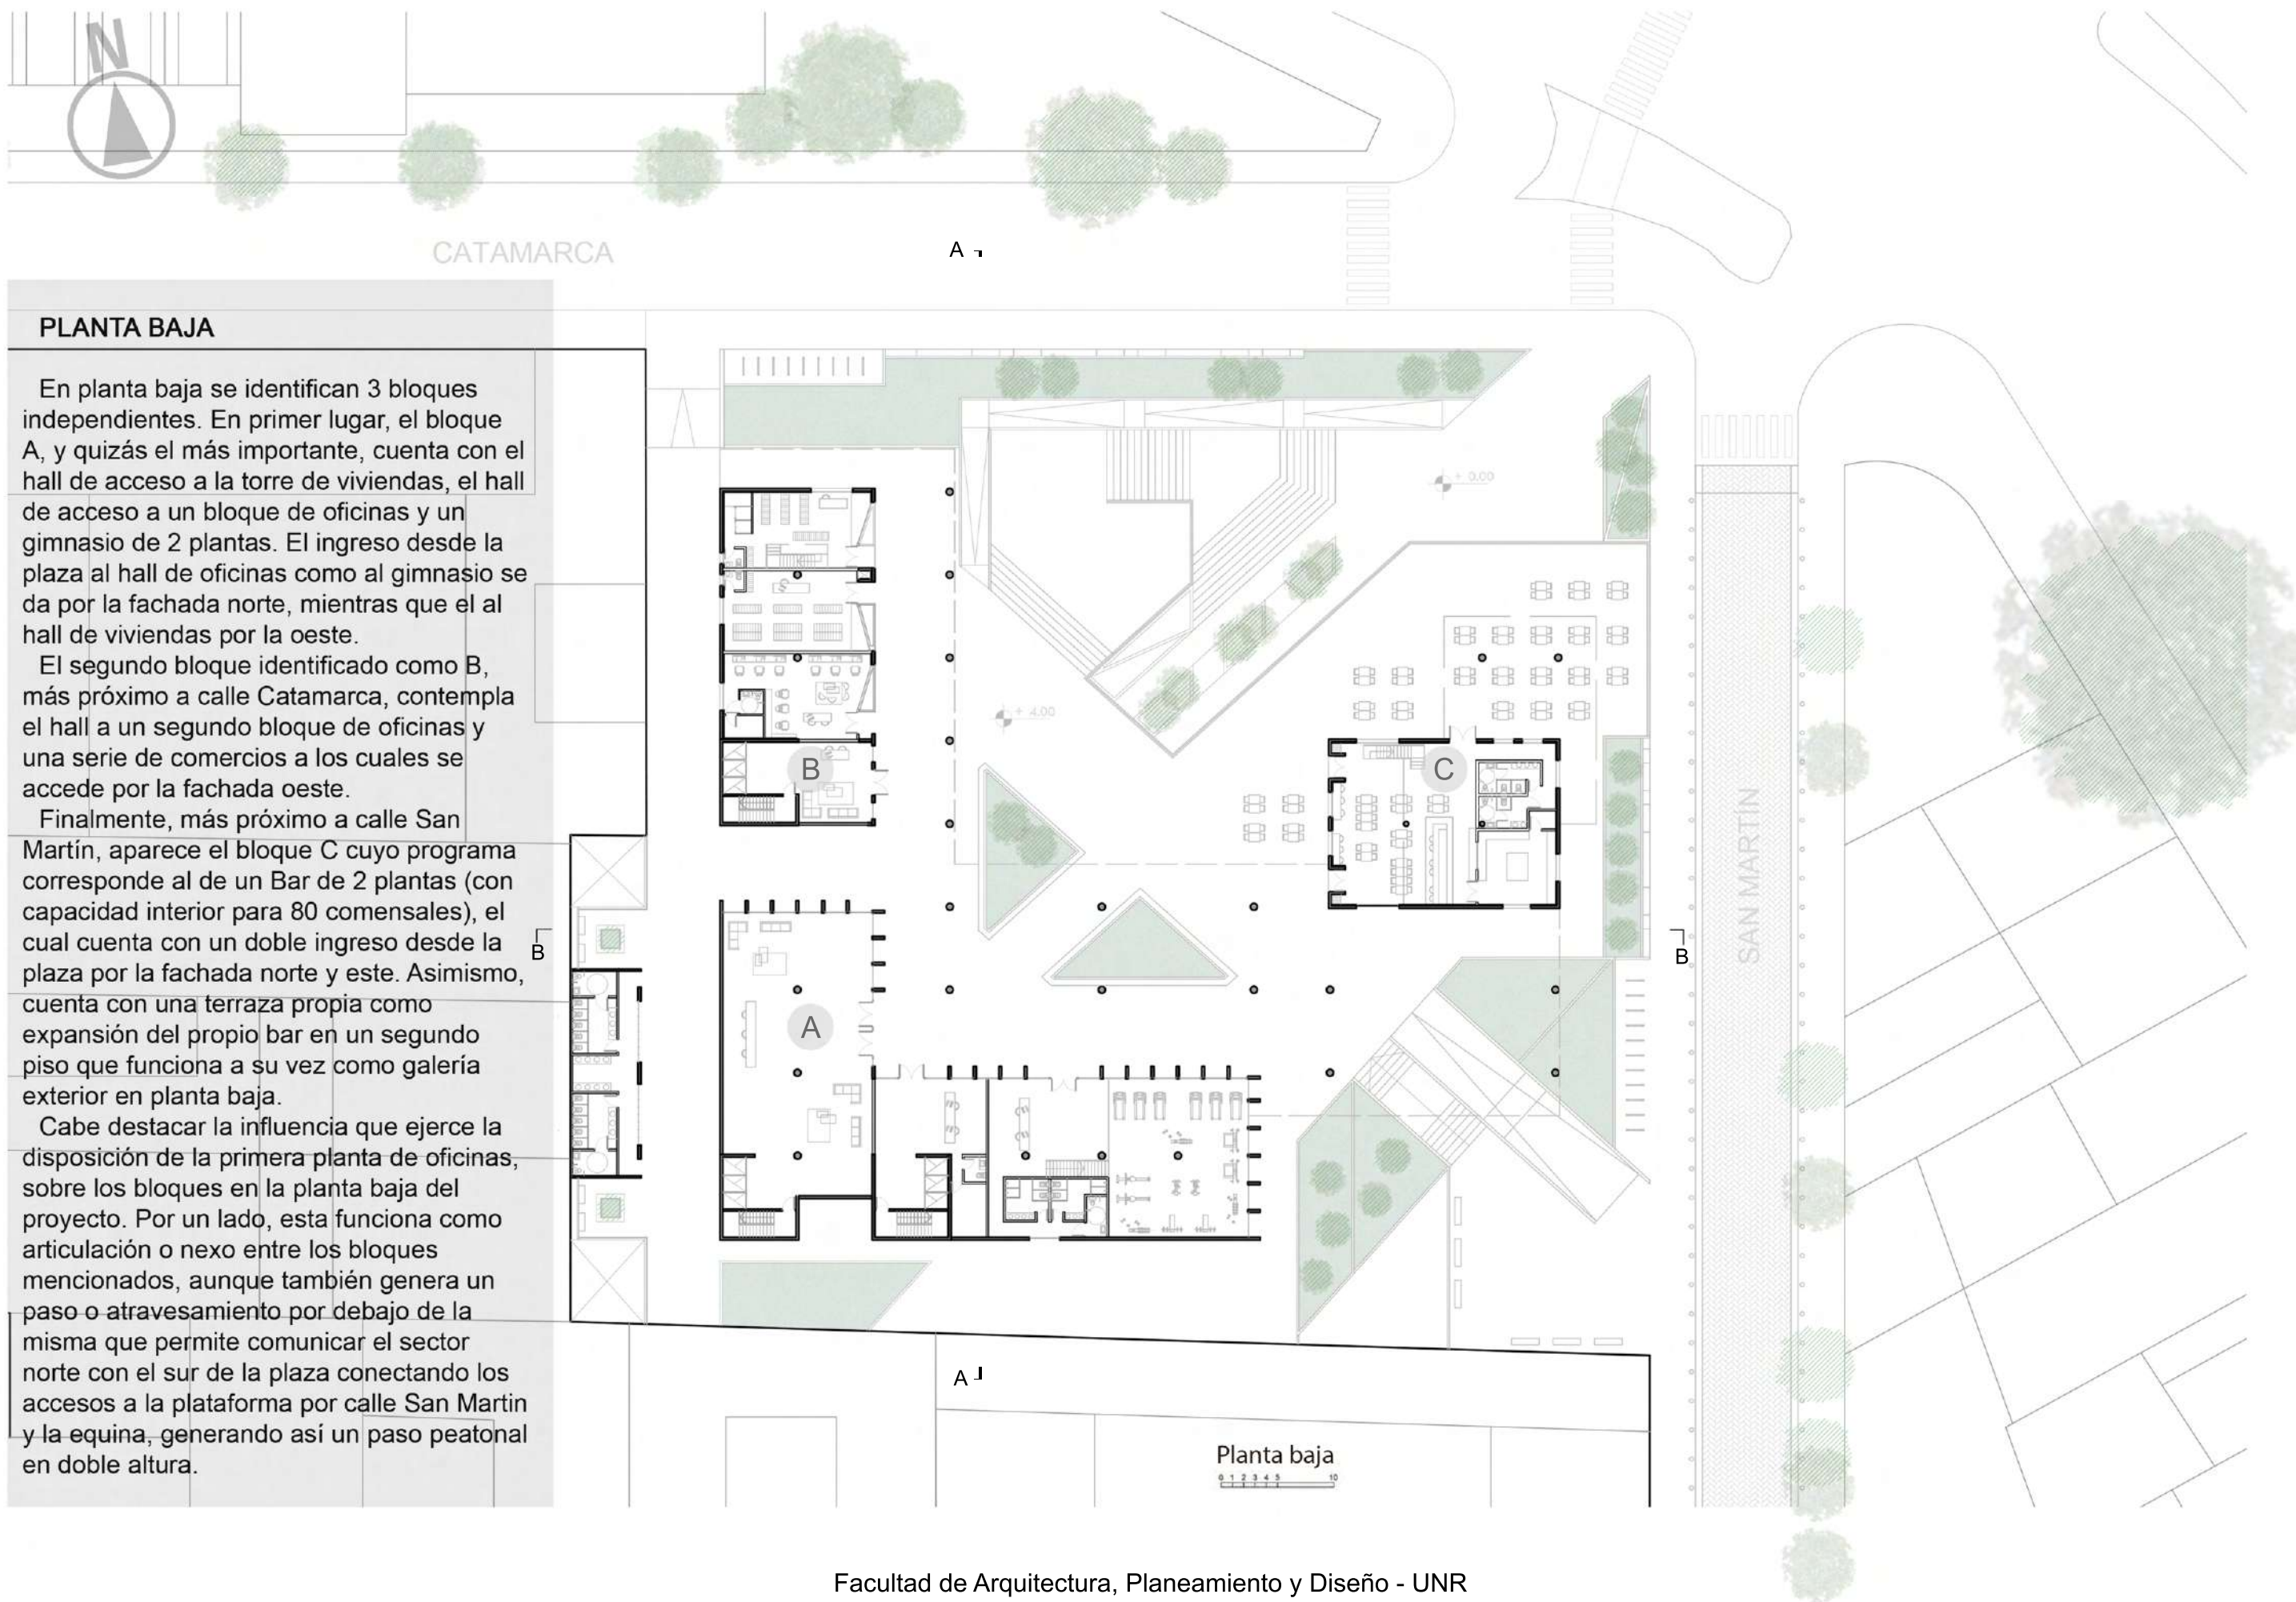 N
CATAMARCA
A
PLANTA BAJA
En planta baja se identifican 3 bloques
independientes. En primer lugar, el bloque
A, y quizás el más importante, cuenta con el
hall de acceso a la torre de viviendas, el hall
de acceso a un bloque de oficinas y un
gimnasio de 2 plantas. El ingreso desde la
plaza al hall de oficinas como al gimnasio se
da por la fachada norte, mientras que el al
hall de viviendas por la oeste.
El segundo bloque identificado como B,
más próximo a calle Catamarca, contempla
el hall a un segundo bloque de oficinas y
una serie de comercios a los cuales se
accede por la fachada oeste.
Finalmente, más próximo a calle San
Martín, aparece el bloque C cuyo programa
corresponde al de un Bar de 2 plantas (con
capacidad interior para 80 comensales), el
cual cuenta con un doble ingreso desde la
plaza por la fachada norte y este. Asimismo,
cuenta con una terraza propia como
expansión del propio bar en un segundo
piso que funciona a su vez como galería
exterior en planta baja.
Cabe destacar la influencia que ejerce la
disposición de la primera planta de oficinas,
sobre los bloques en la planta baja del
proyecto. Por un lado, esta funciona como
articulación o nexo entre los bloques
mencionados, aunque también genera un
paso o atravesamiento por debajo de la
misma que permite comunicar el sector
norte con el sur de la plaza conectando los
accesos a la plataforma por calle San Martin
y la equina, generando así un paso peatonal
en doble altura.
+ 0.00
+ 4.00
B
C
B
B
SAN MARTÍN
A
A
Planta baja
0 1 2 3 4 5 10
Facultad de Arquitectura, Planeamiento y Diseño - UNR